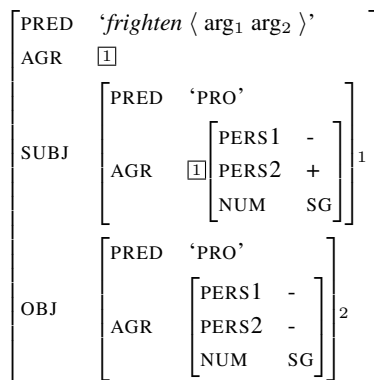 PRED ‘frighten ⟨ arg₁ arg₂ ⟩’
AGR 1
PRED ‘PRO’
PERS1 -
SUBJ AGR 1 PERS2 + 1
NUM SG
PRED ‘PRO’
PERS1 -
OBJ AGR PERS2 - 2
NUM SG